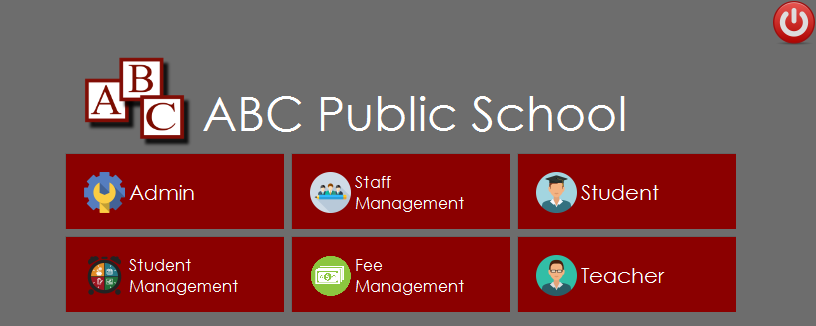 A B C
ABC Public School
Admin
Staff
Management
Student
Student
Management
Fee
Management
Teacher